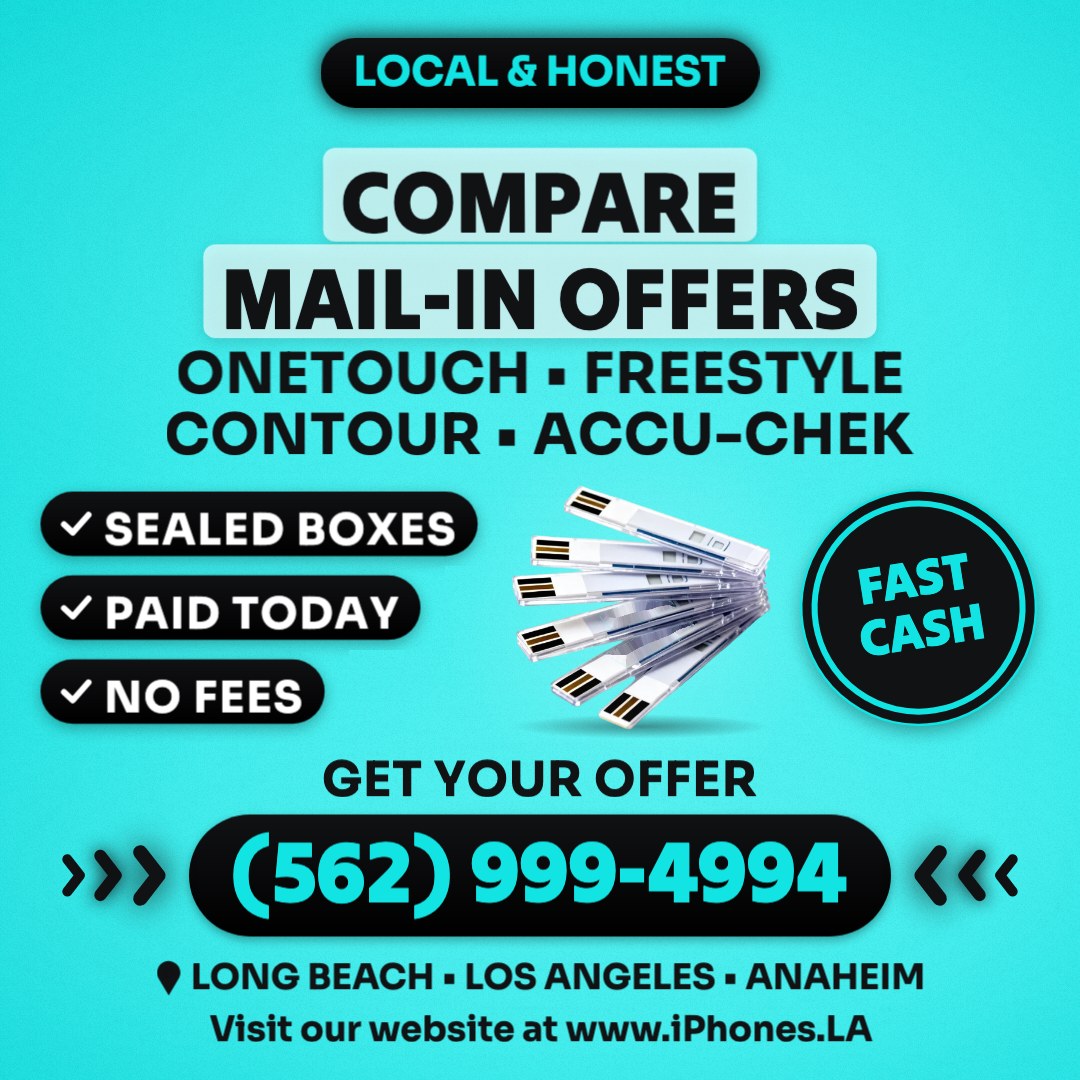 LOCAL & HONEST
COMPARE
MAIL-IN OFFERS
ONETOUCH ▪ FREESTYLE
CONTOUR ▪ ACCU-CHEK
✓ SEALED BOXES
✓ PAID TODAY
✓ NO FEES
FAST
CASH
GET YOUR OFFER
(562) 999-4994
LONG BEACH ▪ LOS ANGELES ▪ ANAHEIM
Visit our website at www.iPhones.LA